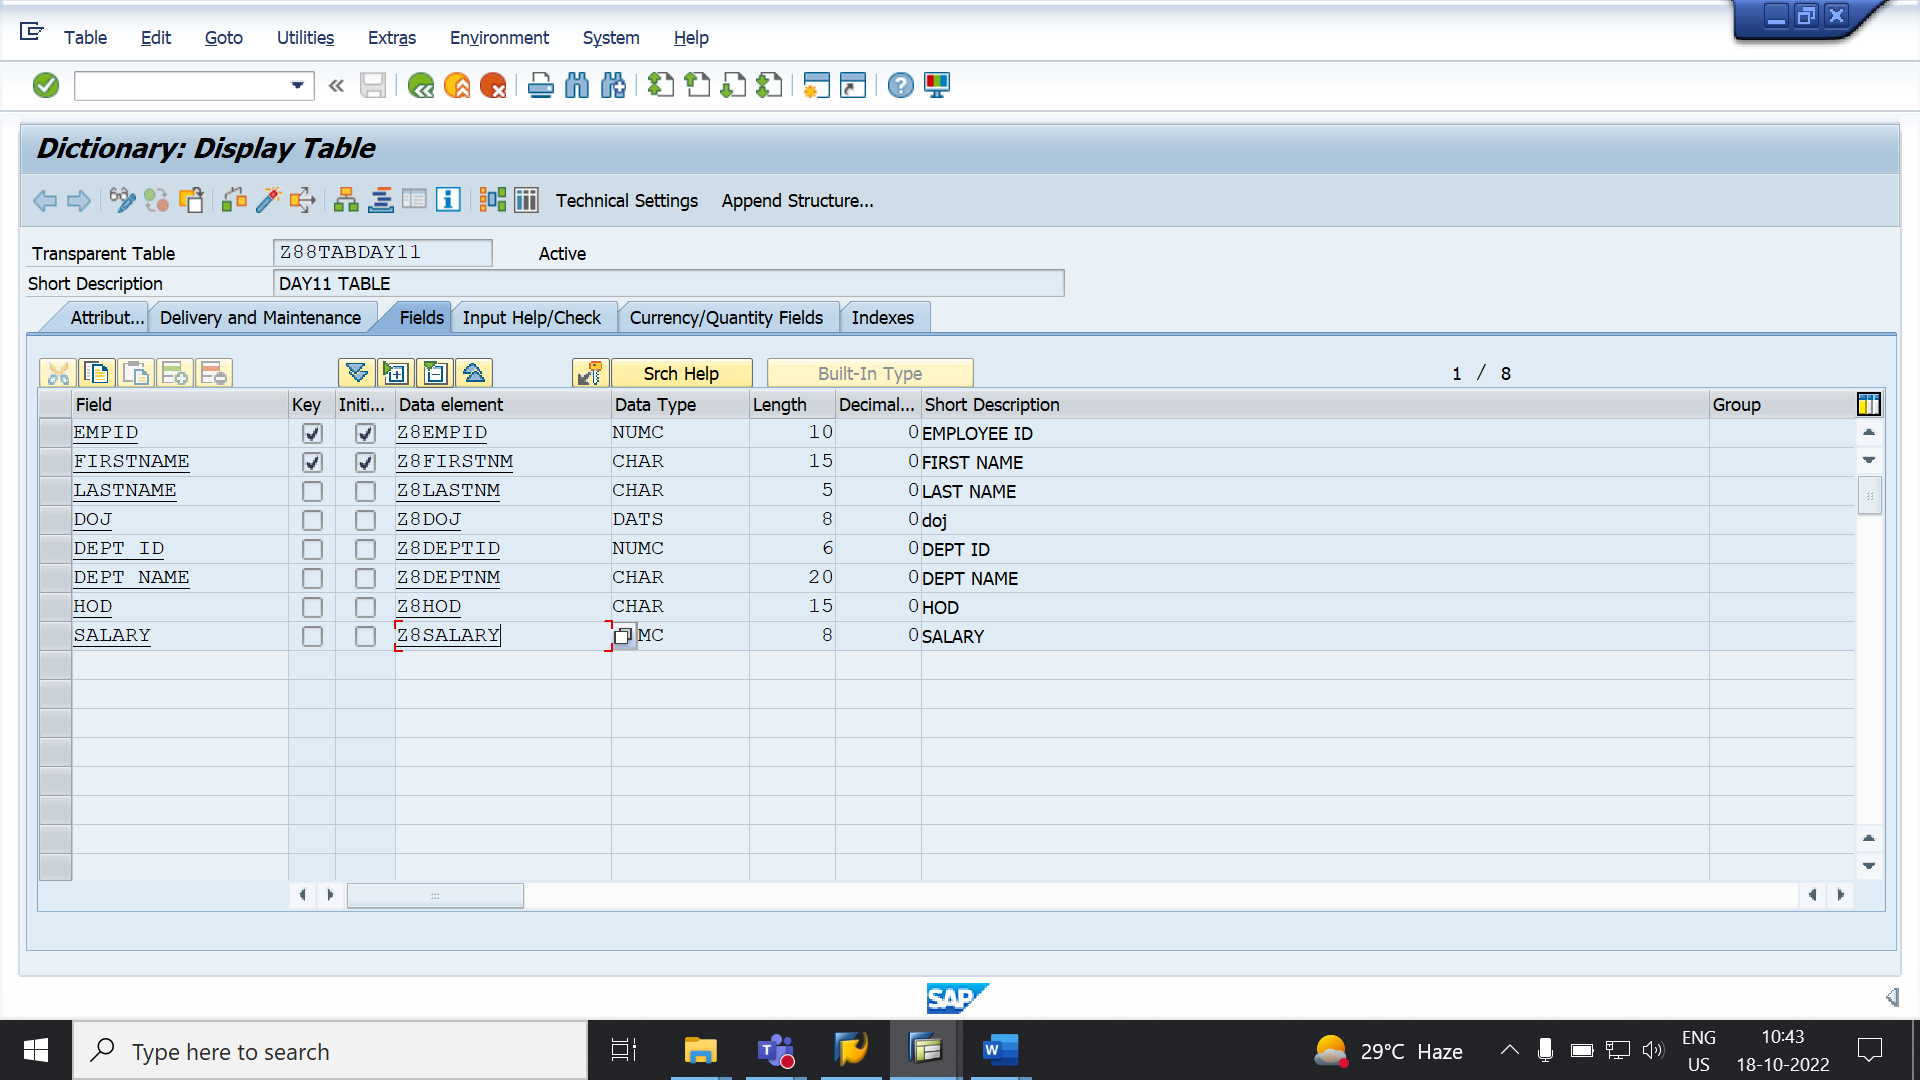 Table Edit Goto Utilities Extras Environment System Help
Dictionary: Display Table
Technical Settings Append Structure...
Transparent Table Z88TABDAY11 Active
Short Description DAY11 TABLE
Attribut... Delivery and Maintenance Fields Input Help/Check Currency/Quantity Fields Indexes
Srch Help Built-In Type 1 / 8
Field Key Initi... Data element Data Type Length Decimal... Short Description Group
EMPID Z8EMPID NUMC 10 0 EMPLOYEE ID
FIRSTNAME Z8FIRSTNM CHAR 15 0 FIRST NAME
LASTNAME Z8LASTNM CHAR 5 0 LAST NAME
DOJ Z8DOJ DATS 8 0 doj
DEPT_ID Z8DEPTID NUMC 6 0 DEPT ID
DEPT_NAME Z8DEPTNM CHAR 20 0 DEPT NAME
HOD Z8HOD CHAR 15 0 HOD
SALARY Z8SALARY MC 8 0 SALARY
SAP
Type here to search
29°C Haze
ENG
US
10:43
18-10-2022